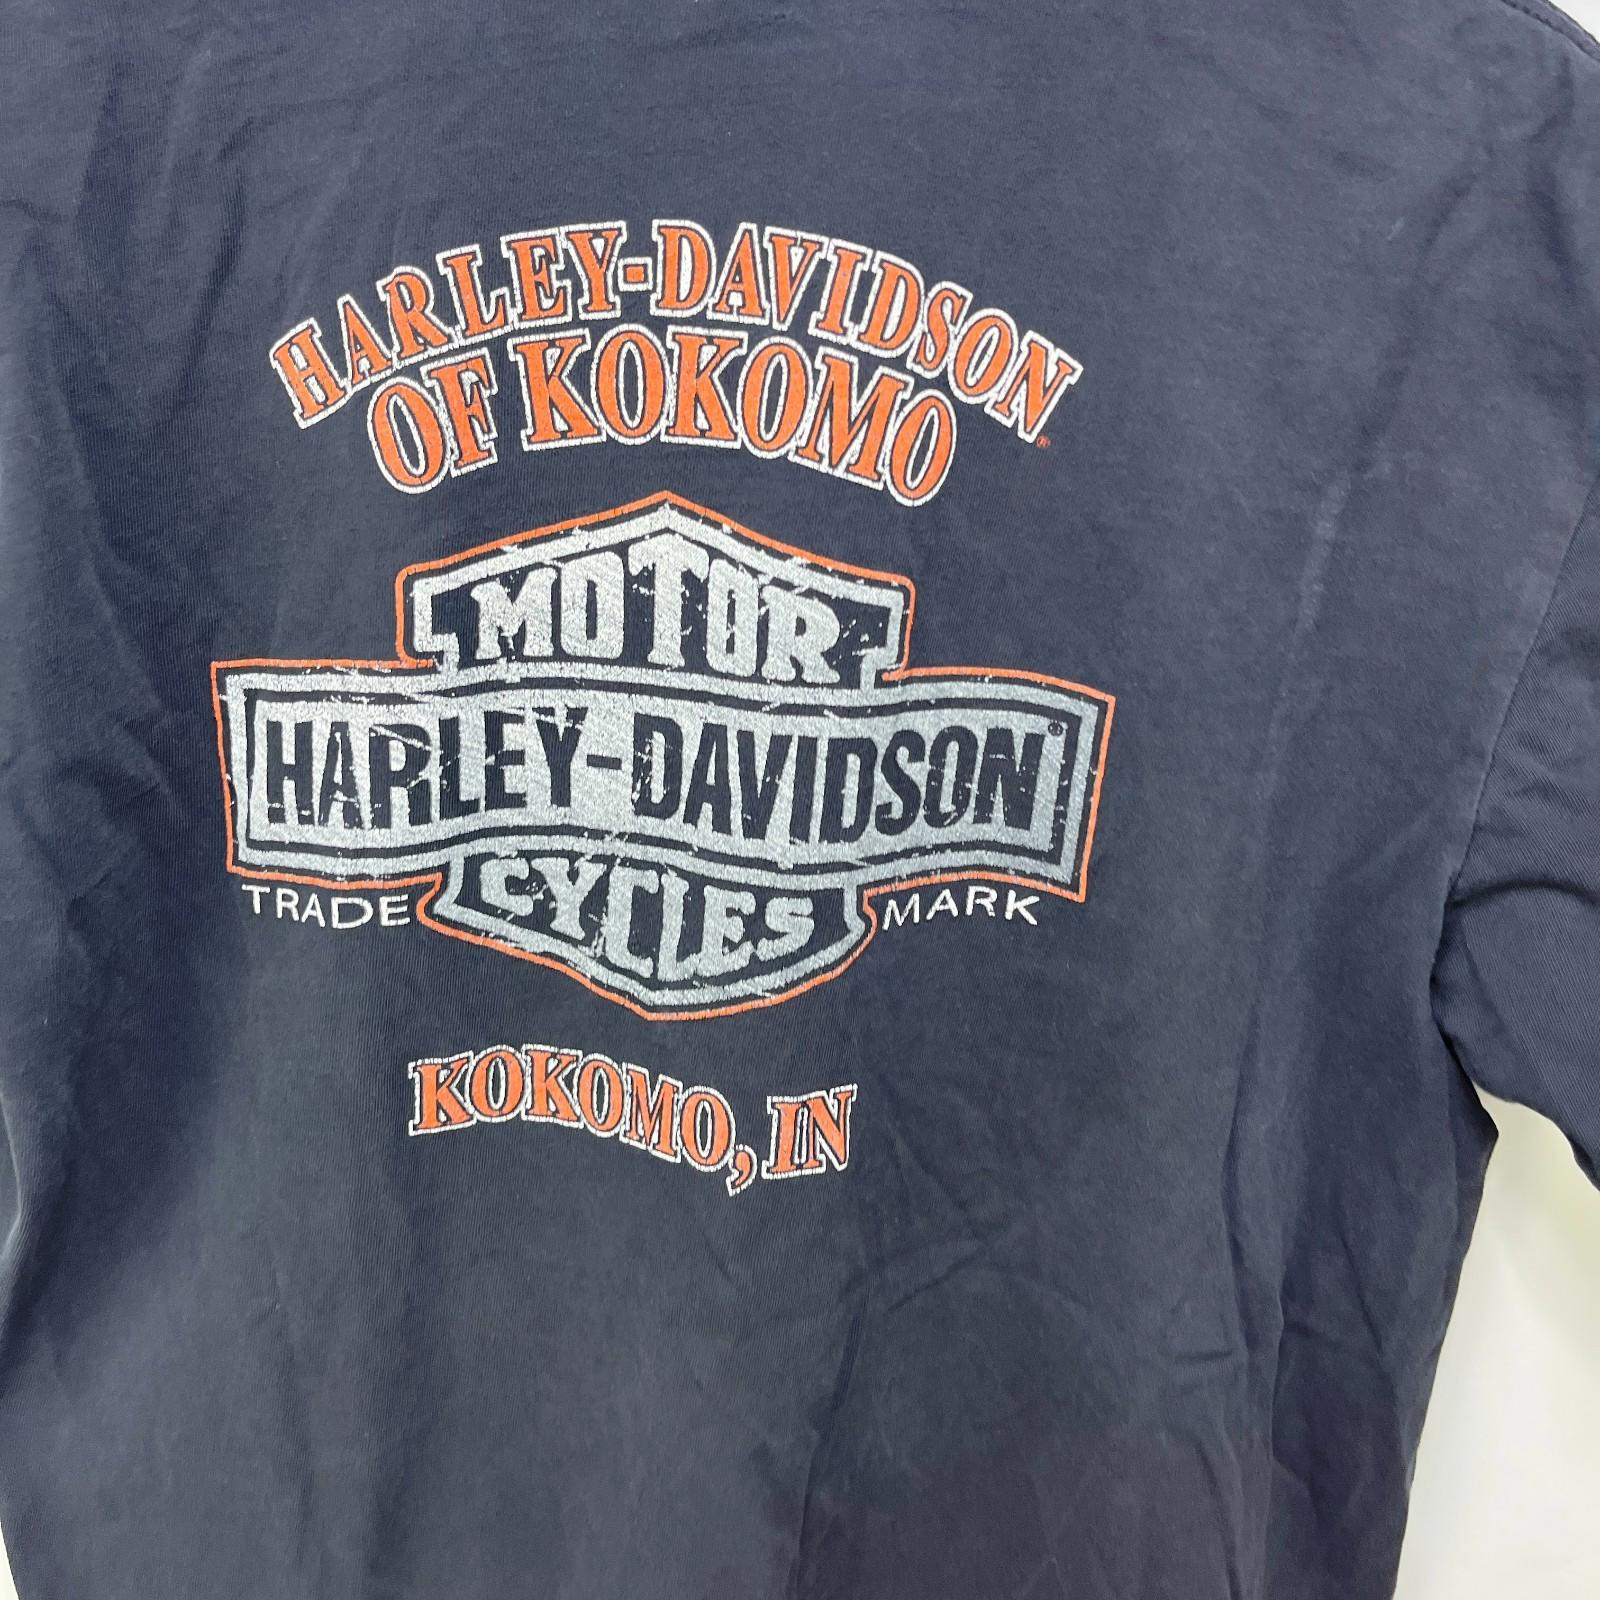 HARLEY-DAVIDSON®
OF KOKOMO
MOTOR
HARLEY-DAVIDSON®
CYCLES
TRADE MARK
KOKOMO, IN